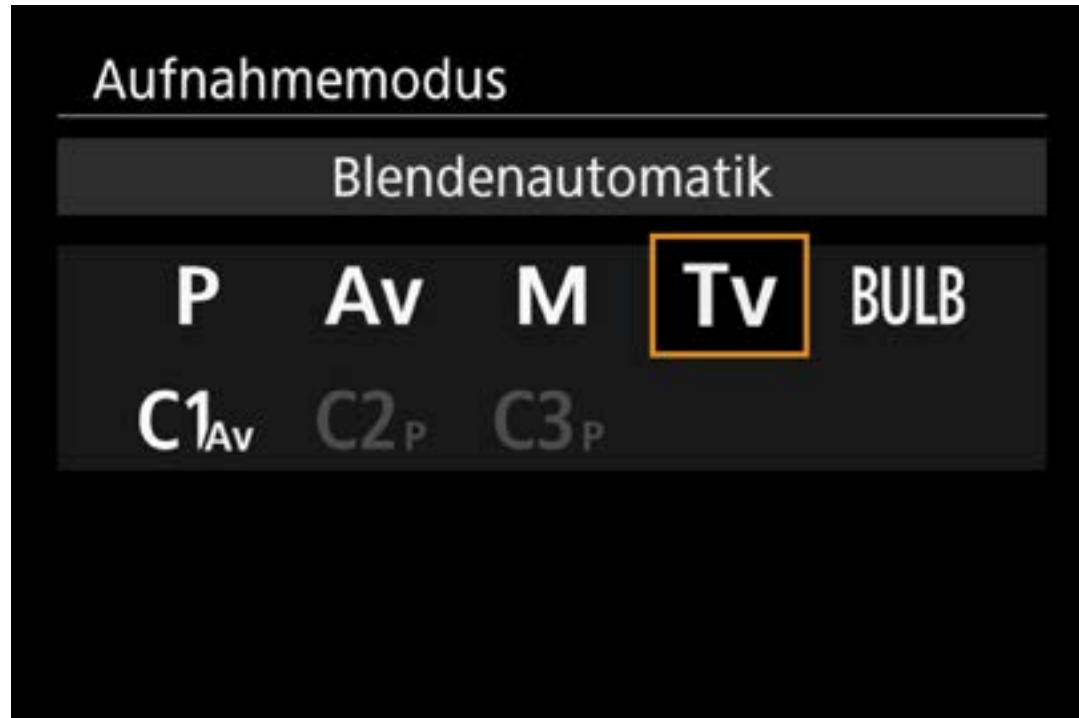 Aufnahmemodus
Blendenautomatik
P Av M Tv BULB
C1Av C2P C3P